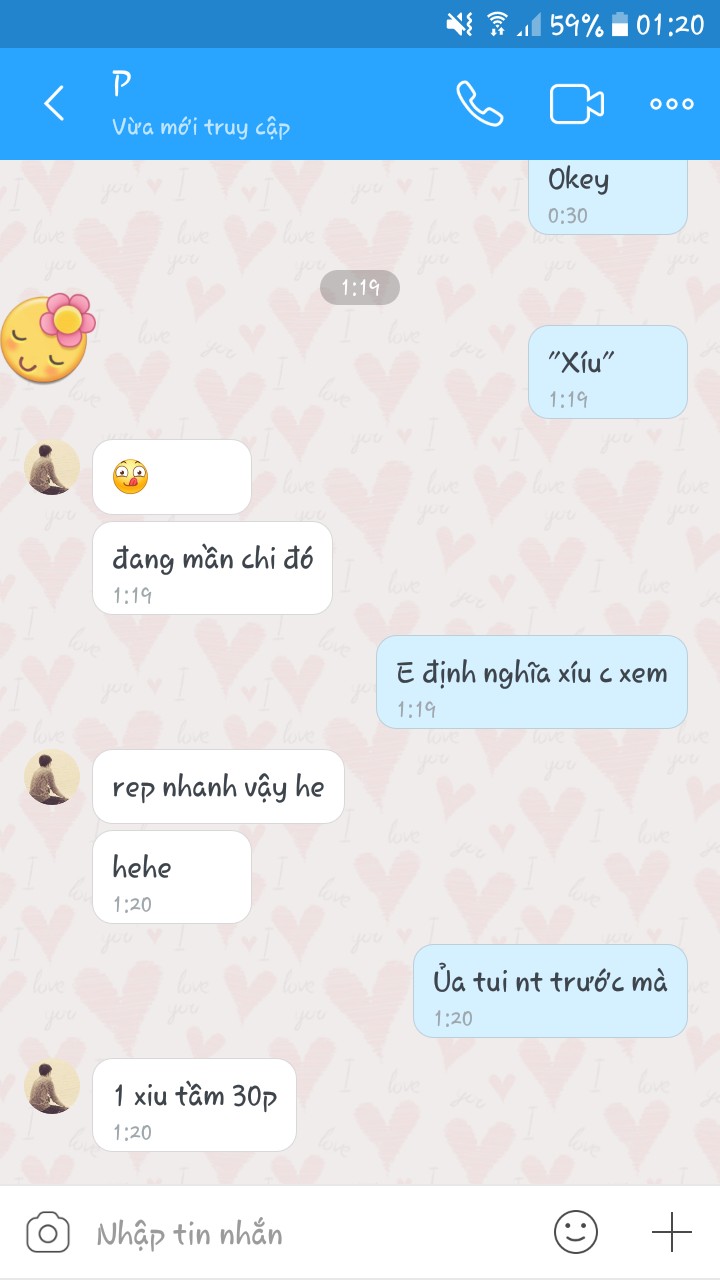 59% 01:20
P
Vừa mới truy cập
Okey
0:30
1:19
"Xíu"
1:19
đang mần chi đó
1:19
E định nghĩa xíu c xem
1:19
rep nhanh vậy he
hehe
1:20
Ủa tui nt trước mà
1:20
1 xiu tầm 30p
1:20
Nhập tin nhắn